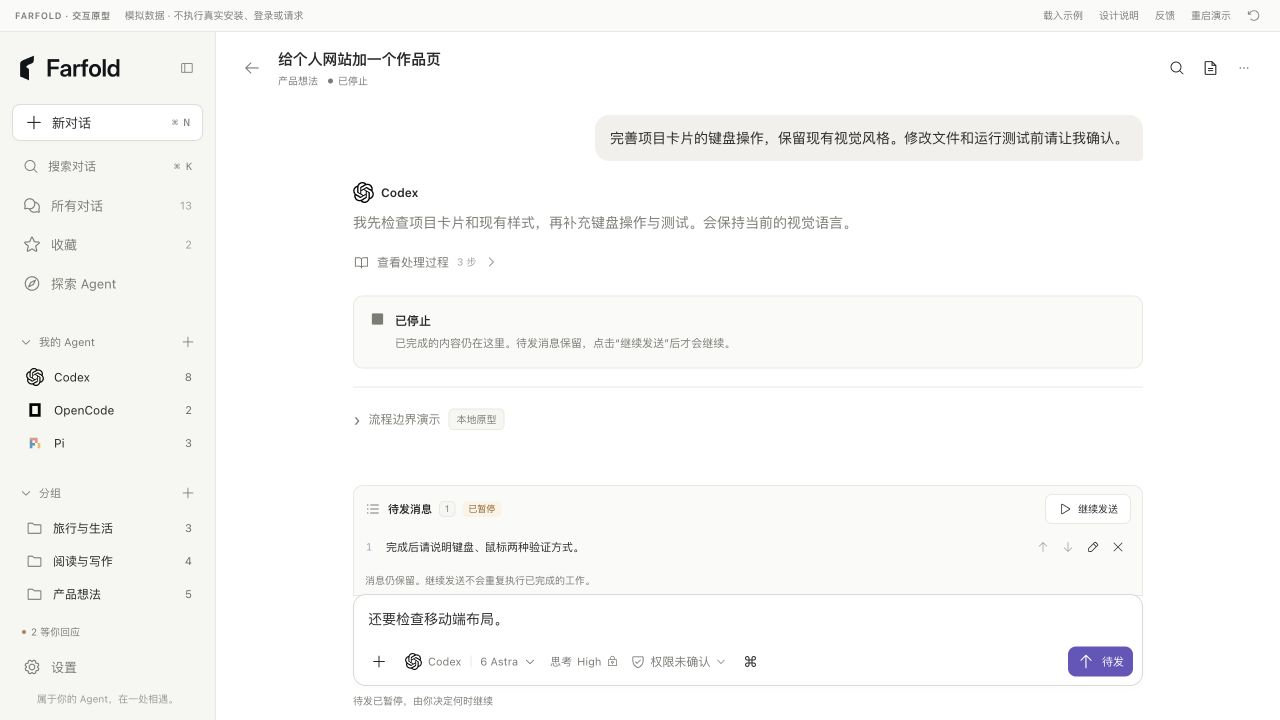 FARFOLD · 交互原型 模拟数据 · 不执行真实安装、登录或请求 载入示例 设计说明 反馈 重启演示
Farfold
新对话 ⌘ N
搜索对话 ⌘ K
所有对话 13
收藏 2
探索 Agent
我的 Agent
Codex 8
OpenCode 2
Pi 3
分组
旅行与生活 3
阅读与写作 4
产品想法 5
2 等你回应
设置
属于你的 Agent，在一处相遇。
给个人网站加一个作品页
产品想法 ● 已停止
完善项目卡片的键盘操作，保留现有视觉风格。修改文件和运行测试前请让我确认。
Codex
我先检查项目卡片和现有样式，再补充键盘操作与测试。会保持当前的视觉语言。
查看处理过程 3 步
已停止
已完成的内容仍在这里。待发消息保留，点击“继续发送”后才会继续。
流程边界演示 本地原型
待发消息 1 已暂停 继续发送
1 完成后请说明键盘、鼠标两种验证方式。
消息仍保留。继续发送不会重复执行已完成的工作。
还要检查移动端布局。
Codex 6 Astra 思考 High 权限未确认 ⌘ 待发
待发已暂停，由你决定何时继续